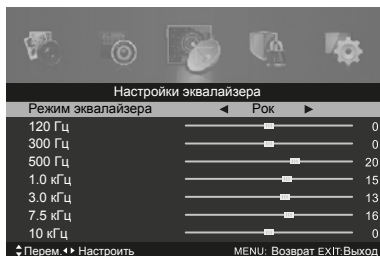 Настройки эквалайзера
Режим эквалайзера ◄ Рок ►
120 Гц 0
300 Гц 0
500 Гц 20
1.0 кГц 15
3.0 кГц 13
7.5 кГц 16
10 кГц 0
Перем. Настроить MENU: Возврат EXIT:Выход